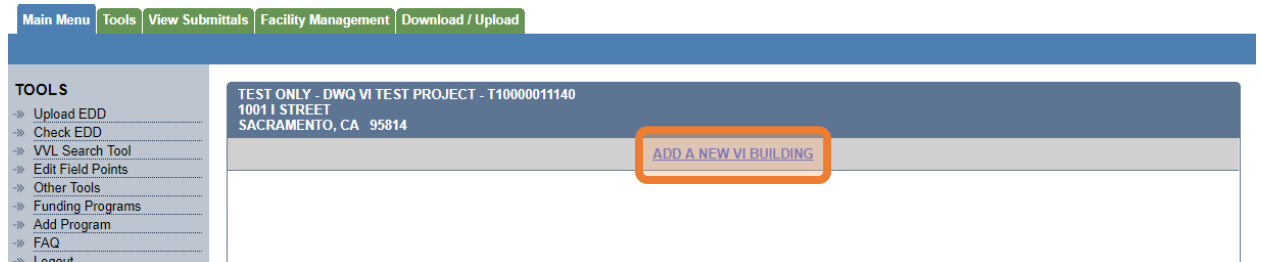 Main Menu Tools View Submittals Facility Management Download / Upload
TOOLS
Upload EDD
Check EDD
VVL Search Tool
Edit Field Points
Other Tools
Funding Programs
Add Program
FAQ
Logout
TEST ONLY - DWQ VI TEST PROJECT - T10000011140
1001 I STREET
SACRAMENTO, CA 95814
ADD A NEW VI BUILDING